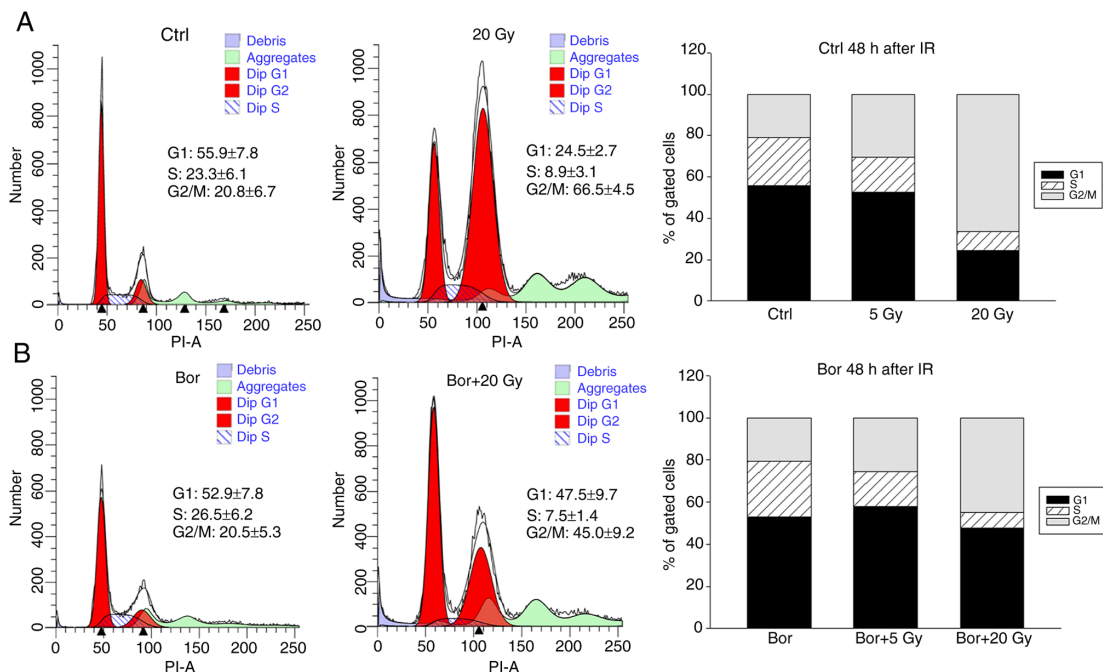 A
Ctrl
Debris
Aggregates
Dip G1
Dip G2
Dip S
G1: 55.9±7.8
S: 23.3±6.1
G2/M: 20.8±6.7
Number
0 200 400 600 800 1000
0 50 100 150 200 250
PI-A
20 Gy
Debris
Aggregates
Dip G1
Dip G2
Dip S
G1: 24.5±2.7
S: 8.9±3.1
G2/M: 66.5±4.5
Number
0 200 400 600 800 1000
0 50 100 150 200 250
PI-A
Ctrl 48 h after IR
% of gated cells
120
100
80
60
40
20
0
Ctrl 5 Gy 20 Gy
G1
S
G2/M
B
Bor
Debris
Aggregates
Dip G1
Dip G2
Dip S
G1: 52.9±7.8
S: 26.5±6.2
G2/M: 20.5±5.3
Number
0 200 400 600 800 1000
0 50 100 150 200 250
PI-A
Bor+20 Gy
Debris
Aggregates
Dip G1
Dip G2
Dip S
G1: 47.5±9.7
S: 7.5±1.4
G2/M: 45.0±9.2
Number
0 200 400 600 800 1000
0 50 100 150 200 250
PI-A
Bor 48 h after IR
% of gated cells
120
100
80
60
40
20
0
Bor Bor+5 Gy Bor+20 Gy
G1
S
G2/M